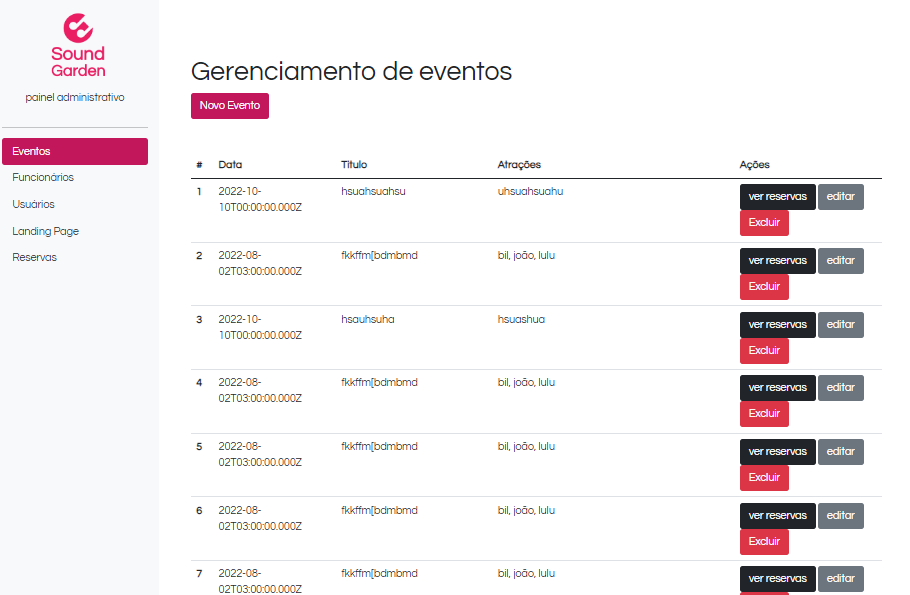 Sound
Garden
painel administrativo
Eventos
Funcionários
Usuários
Landing Page
Reservas
Gerenciamento de eventos
Novo Evento
# Data Título Atrações Ações
1 2022-10- hsuahsuahsu uhsuahsuahu ver reservas editar
10T00:00:00.000Z
Excluir
2 2022-08- fkkffm[bdmbmd bil, joão, lulu ver reservas editar
02T03:00:00.000Z
Excluir
3 2022-10- hsauhsuha hsuashua ver reservas editar
10T00:00:00.000Z
Excluir
4 2022-08- fkkffm[bdmbmd bil, joão, lulu ver reservas editar
02T03:00:00.000Z
Excluir
5 2022-08- fkkffm[bdmbmd bil, joão, lulu ver reservas editar
02T03:00:00.000Z
Excluir
6 2022-08- fkkffm[bdmbmd bil, joão, lulu ver reservas editar
02T03:00:00.000Z
Excluir
7 2022-08- fkkffm[bdmbmd bil, joão, lulu ver reservas editar
02T03:00:00.000Z